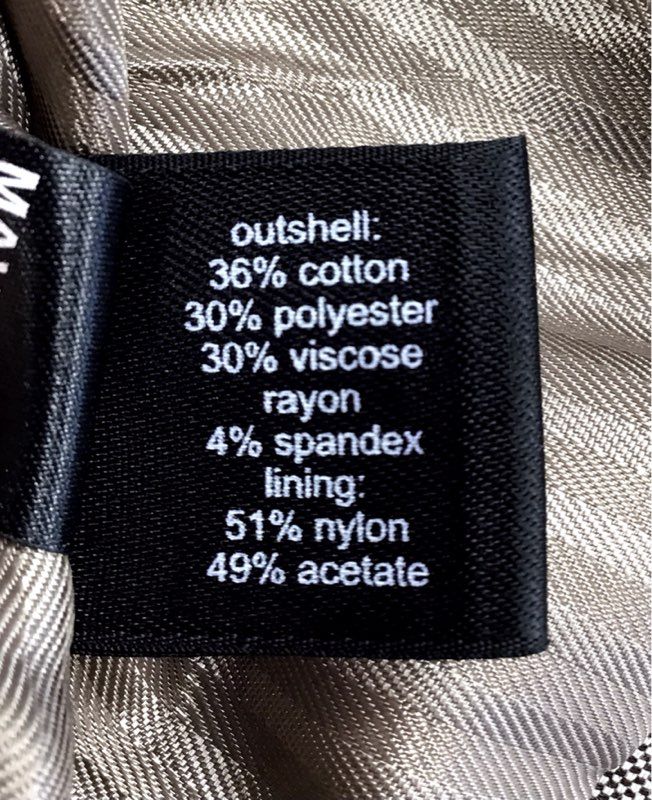 outshell:
36% cotton
30% polyester
30% viscose
rayon
4% spandex
lining:
51% nylon
49% acetate